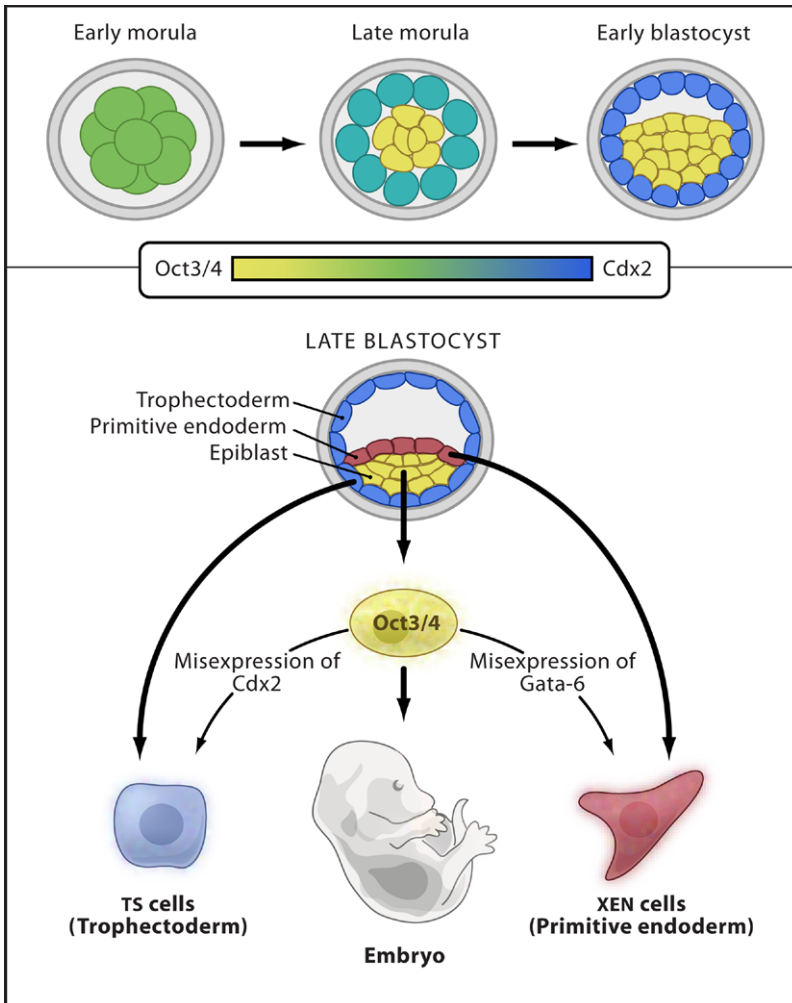 Early morula
Late morula
Early blastocyst
Oct3/4
Cdx2
LATE BLASTOCYST
Trophectoderm
Primitive endoderm
Epiblast
Oct3/4
Misexpression of
Cdx2
Misexpression of
Gata-6
TS cells
(Trophectoderm)
Embryo
XEN cells
(Primitive endoderm)